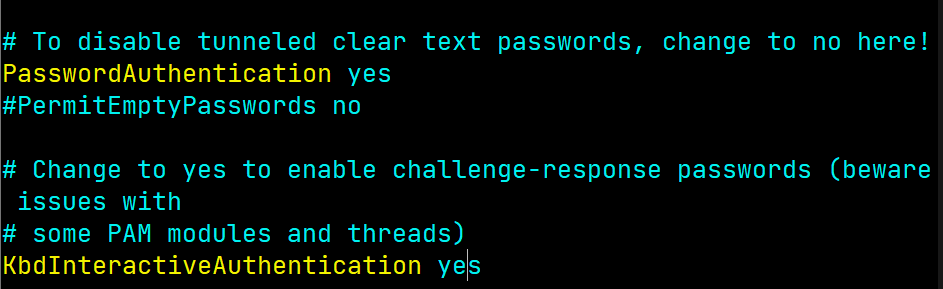 # To disable tunneled clear text passwords, change to no here!
PasswordAuthentication yes
#PermitEmptyPasswords no
# Change to yes to enable challenge-response passwords (beware
issues with
# some PAM modules and threads)
KbdInteractiveAuthentication yes